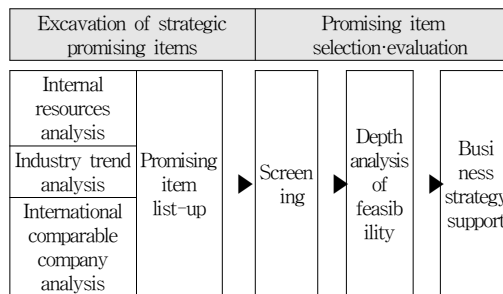 Excavation of strategic
promising items
Promising item
selection·evaluation
Internal
resources
analysis
Industry trend
analysis
International
comparable
company
analysis
Promising
item
list-up
Screen
ing
Depth
analysis
of
feasib
ility
Busi
ness
strategy
support